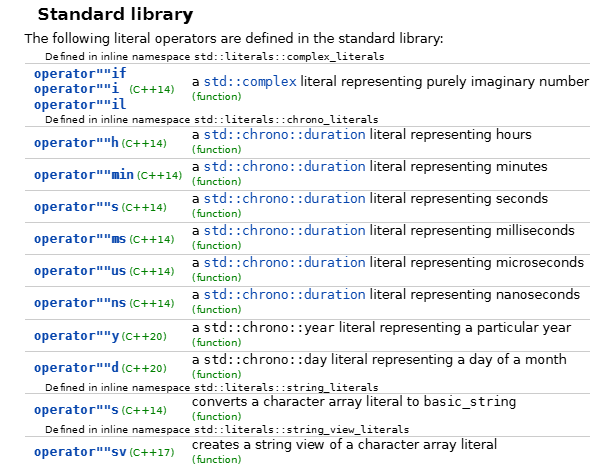 Standard library
The following literal operators are defined in the standard library:
Defined in inline namespace std::literals::complex_literals
operator""if
operator""i (C++14)
operator""il
a std::complex literal representing purely imaginary number
(function)
Defined in inline namespace std::literals::chrono_literals
operator""h (C++14)
a std::chrono::duration literal representing hours
(function)
operator""min (C++14)
a std::chrono::duration literal representing minutes
(function)
operator""s (C++14)
a std::chrono::duration literal representing seconds
(function)
operator""ms (C++14)
a std::chrono::duration literal representing milliseconds
(function)
operator""us (C++14)
a std::chrono::duration literal representing microseconds
(function)
operator""ns (C++14)
a std::chrono::duration literal representing nanoseconds
(function)
operator""y (C++20)
a std::chrono::year literal representing a particular year
(function)
operator""d (C++20)
a std::chrono::day literal representing a day of a month
(function)
Defined in inline namespace std::literals::string_literals
operator""s (C++14)
converts a character array literal to basic_string
(function)
Defined in inline namespace std::literals::string_view_literals
operator""sv (C++17)
creates a string view of a character array literal
(function)